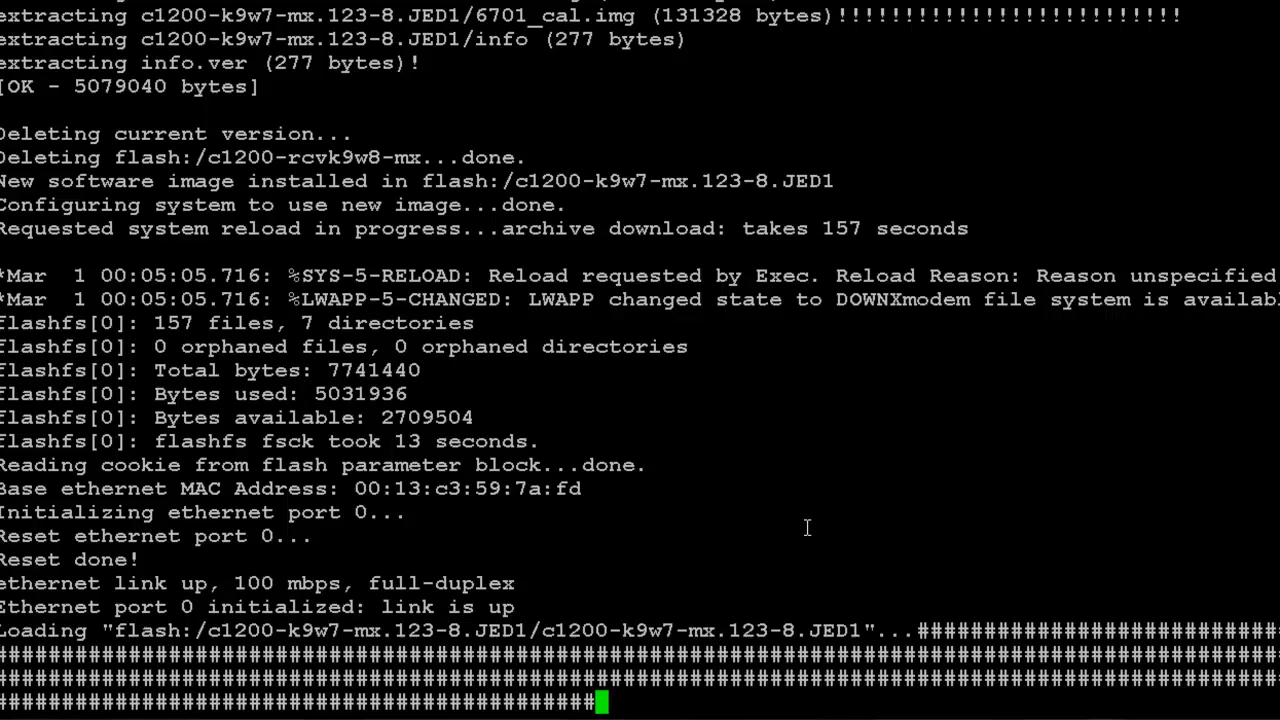 extracting c1200-k9w7-mx.123-8.JED1/6701_cal.img (131328 bytes)!!!!!!!!!!!!!!!!!!!!!!!!!!
extracting c1200-k9w7-mx.123-8.JED1/info (277 bytes)
extracting info.ver (277 bytes)!
[OK - 5079040 bytes]
Deleting current version...
Deleting flash:/c1200-rcvk9w8-mx...done.
New software image installed in flash:/c1200-k9w7-mx.123-8.JED1
Configuring system to use new image...done.
Requested system reload in progress...archive download: takes 157 seconds
*Mar  1 00:05:05.716: %SYS-5-RELOAD: Reload requested by Exec. Reload Reason: Reason unspecified
*Mar  1 00:05:05.716: %LWAPP-5-CHANGED: LWAPP changed state to DOWNXmodem file system is availab
flashfs[0]: 157 files, 7 directories
flashfs[0]: 0 orphaned files, 0 orphaned directories
flashfs[0]: Total bytes: 7741440
flashfs[0]: Bytes used: 5031936
flashfs[0]: Bytes available: 2709504
flashfs[0]: flashfs fsck took 13 seconds.
Reading cookie from flash parameter block...done.
Base ethernet MAC Address: 00:13:c3:59:7a:fd
Initializing ethernet port 0...
Reset ethernet port 0...
Reset done!
ethernet link up, 100 mbps, full-duplex
Ethernet port 0 initialized: link is up
Loading "flash:/c1200-k9w7-mx.123-8.JED1/c1200-k9w7-mx.123-8.JED1"...###########################
################################################################################################
################################################################################################
#############################################